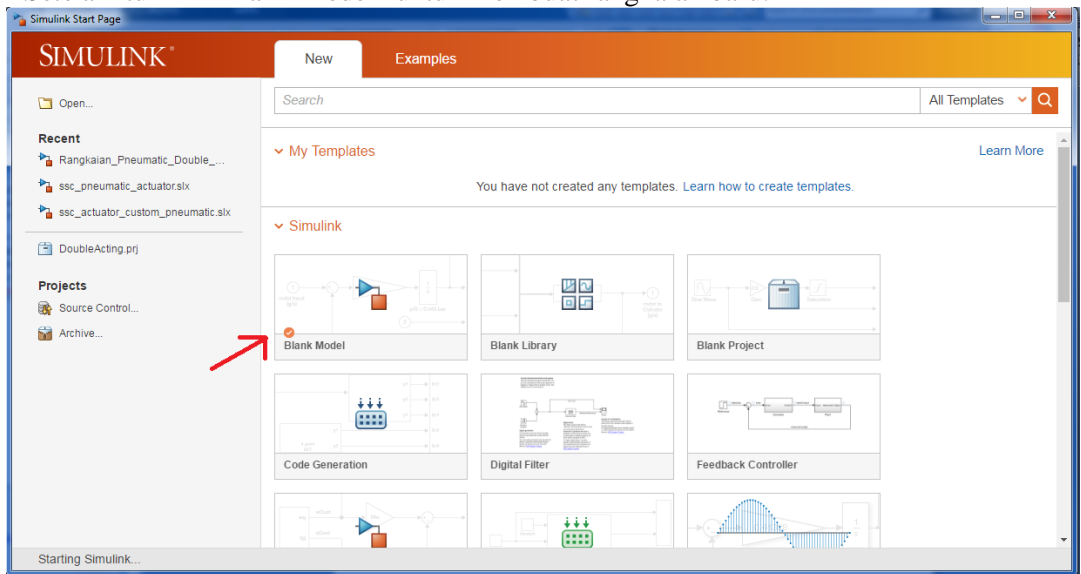 Simulink Start Page
SIMULINK®
New
Examples
Open...
Recent
Rangkaian_Pneumatic_Double_...
ssc_pneumatic_actuator.slx
ssc_actuator_custom_pneumatic.slx
DoubleActing.prj
Projects
Source Control...
Archive...
Search
All Templates
My Templates
Learn More
You have not created any templates. Learn how to create templates.
Simulink
Blank Model
Blank Library
Blank Project
Code Generation
Digital Filter
Feedback Controller
Starting Simulink...